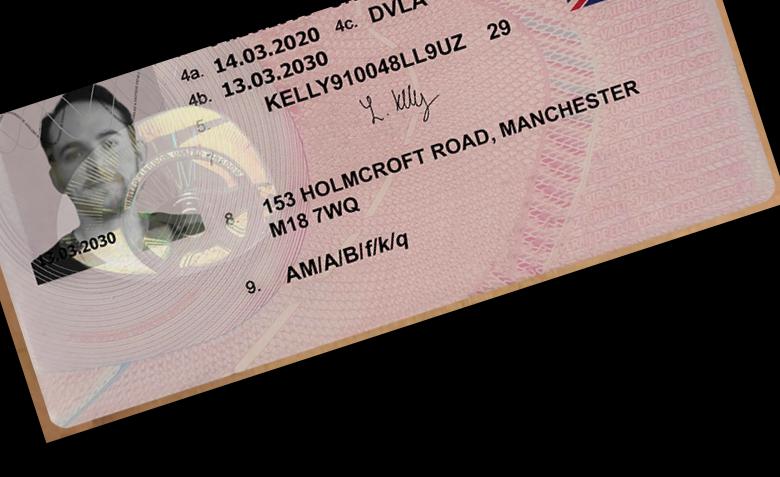 4a. 14.03.2020 4c. DVLA
4b. 13.03.2030
5. KELLY910048LL9UZ 29
L. Kelly
8. 153 HOLMCROFT ROAD, MANCHESTER
M18 7WQ
13.03.2030
9. AM/A/B/f/k/q